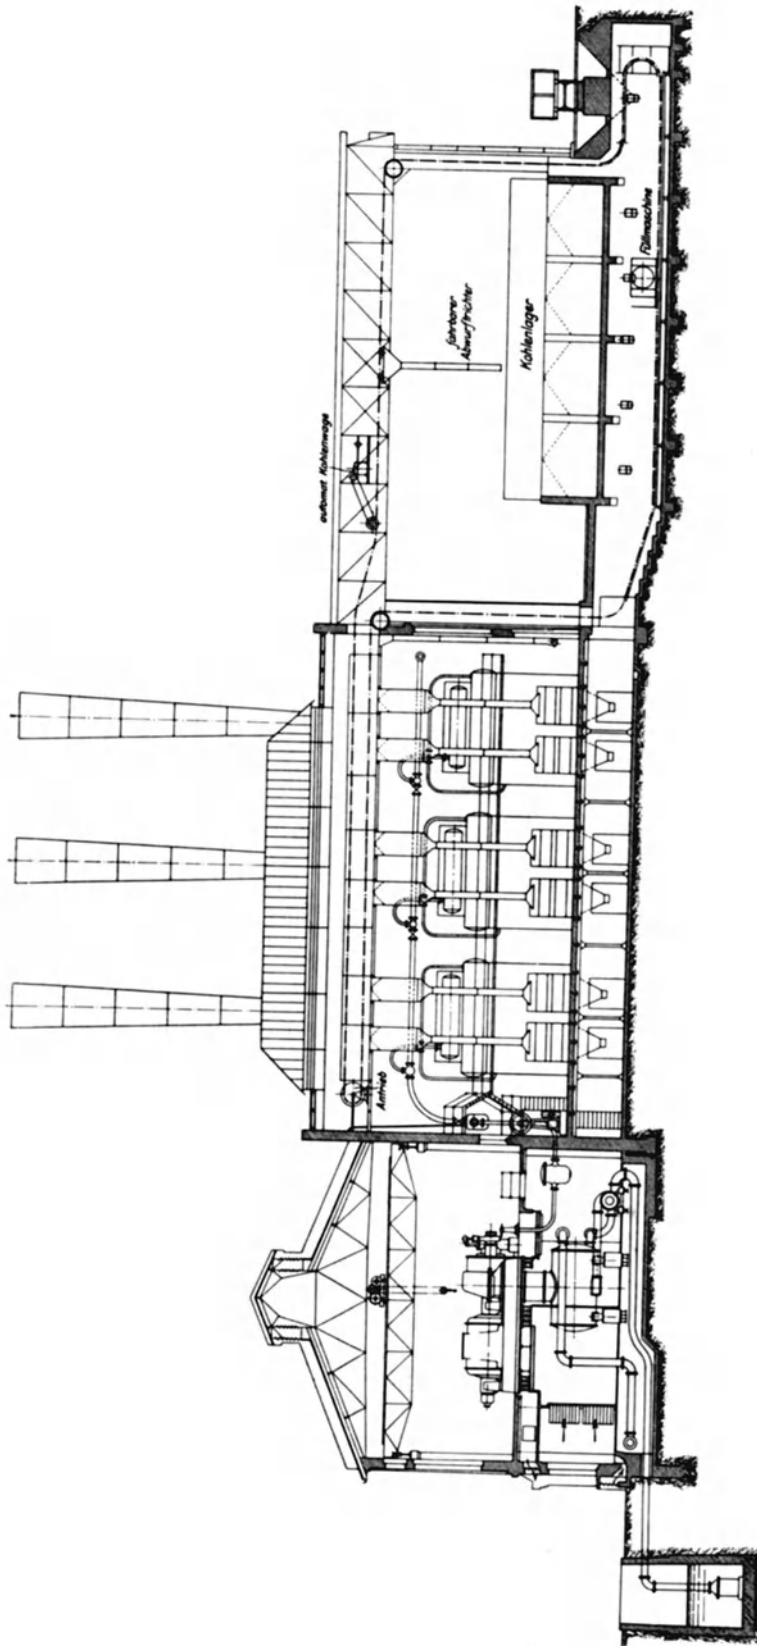 automat Kohlenwage
fahrbarer
Abwurftrichter
Kohlenlager
Füllmaschine
Antrieb